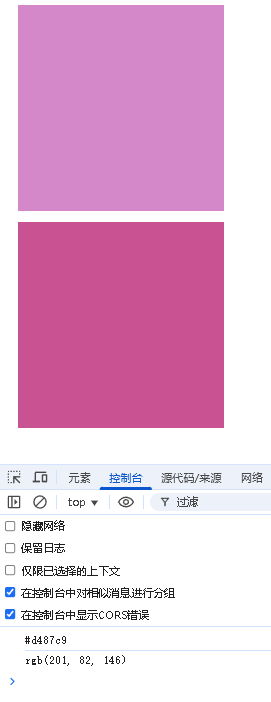 元素 控制台 源代码/来源 网络
top ▼ 过滤
隐藏网络
保留日志
仅限已选择的上下文
在控制台中对相似消息进行分组
在控制台中显示CORS错误
#d487c9
rgb(201, 82, 146)